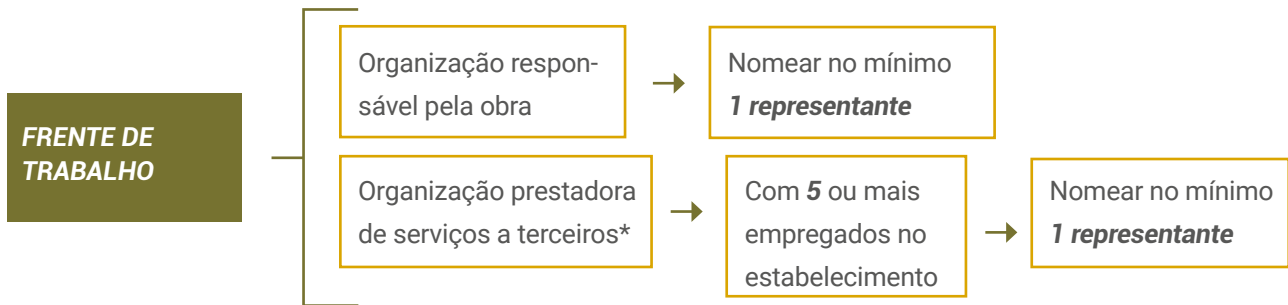 FRENTE DE
TRABALHO
Organização respon-
sável pela obra
Nomear no mínimo
1 representante
Organização prestadora
de serviços a terceiros*
Com 5 ou mais
empregados no
estabelecimento
Nomear no mínimo
1 representante